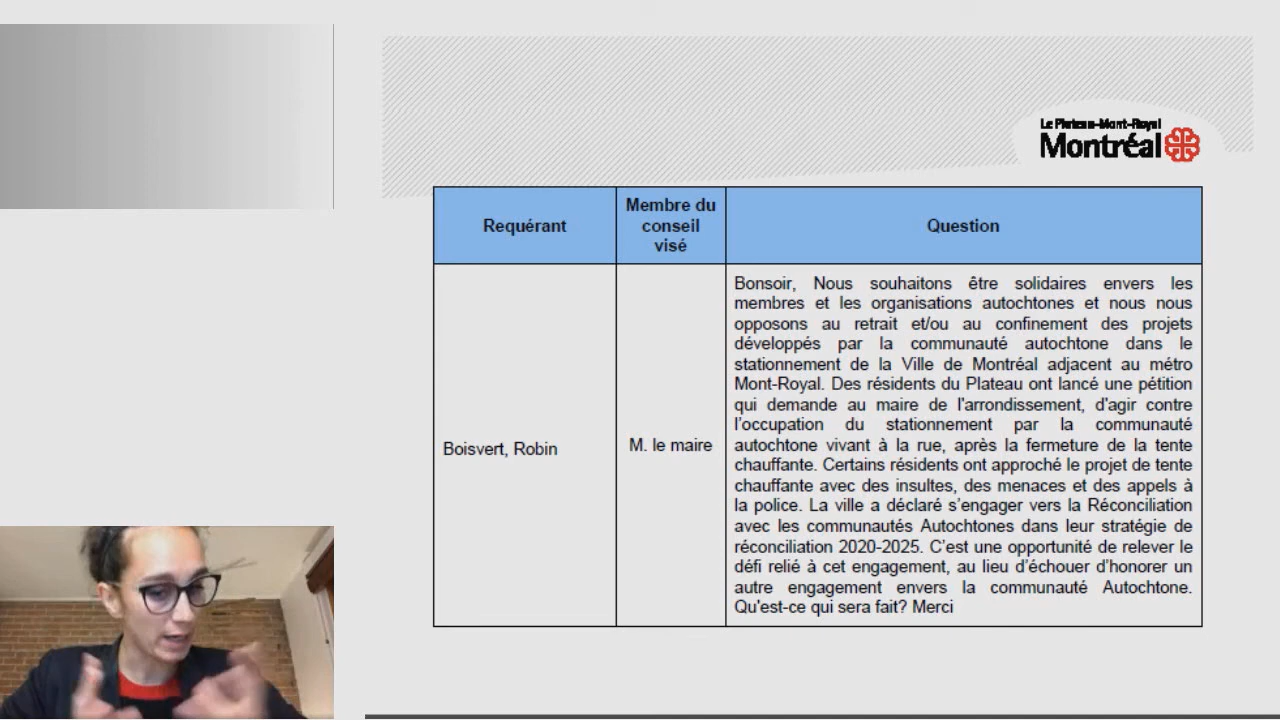 Le Plateau-Mont-Royal
Montréal
Requérant
Membre du
conseil
visé
Question
Boisvert, Robin
M. le maire
Bonsoir, Nous souhaitons être solidaires envers les
membres et les organisations autochtones et nous nous
opposons au retrait et/ou au confinement des projets
développés par la communauté autochtone dans le
stationnement de la Ville de Montréal adjacent au métro
Mont-Royal. Des résidents du Plateau ont lancé une pétition
qui demande au maire de l'arrondissement, d'agir contre
l'occupation du stationnement par la communauté
autochtone vivant à la rue, après la fermeture de la tente
chauffante. Certains résidents ont approché le projet de tente
chauffante avec des insultes, des menaces et des appels à
la police. La ville a déclaré s'engager vers la Réconciliation
avec les communautés Autochtones dans leur stratégie de
réconciliation 2020-2025. C'est une opportunité de relever le
défi relié à cet engagement, au lieu d'échouer d'honorer un
autre engagement envers la communauté Autochtone.
Qu'est-ce qui sera fait? Merci